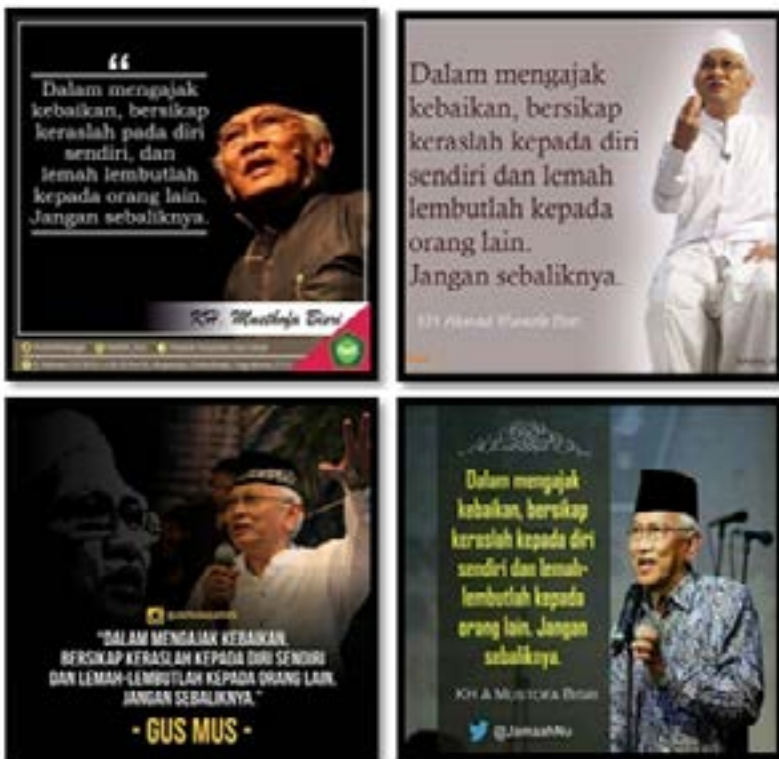 “
Dalam mengajak
kebaikan, bersikap
keraslah pada diri
sendiri, dan
lemah lembutlah
kepada orang lain.
Jangan sebaliknya.
KH. Musthofa Bisri
Dalam mengajak
kebaikan, bersikap
keraslah kepada diri
sendiri dan lemah
lembutlah kepada
orang lain.
Jangan sebaliknya.
"DALAM MENGAJAK KEBAIKAN,
BERSIKAP KERASLAH KEPADA DIRI SENDIRI
DAN LEMAH-LEMBUTLAH KEPADA ORANG LAIN.
JANGAN SEBALIKNYA."
- GUS MUS -
Dalam mengajak
kebaikan, bersikap
keraslah kepada diri
sendiri dan lemah-
lembutlah kepada
orang lain. Jangan
sebaliknya.
KH A Mustofa Bisri
@JamaahNu